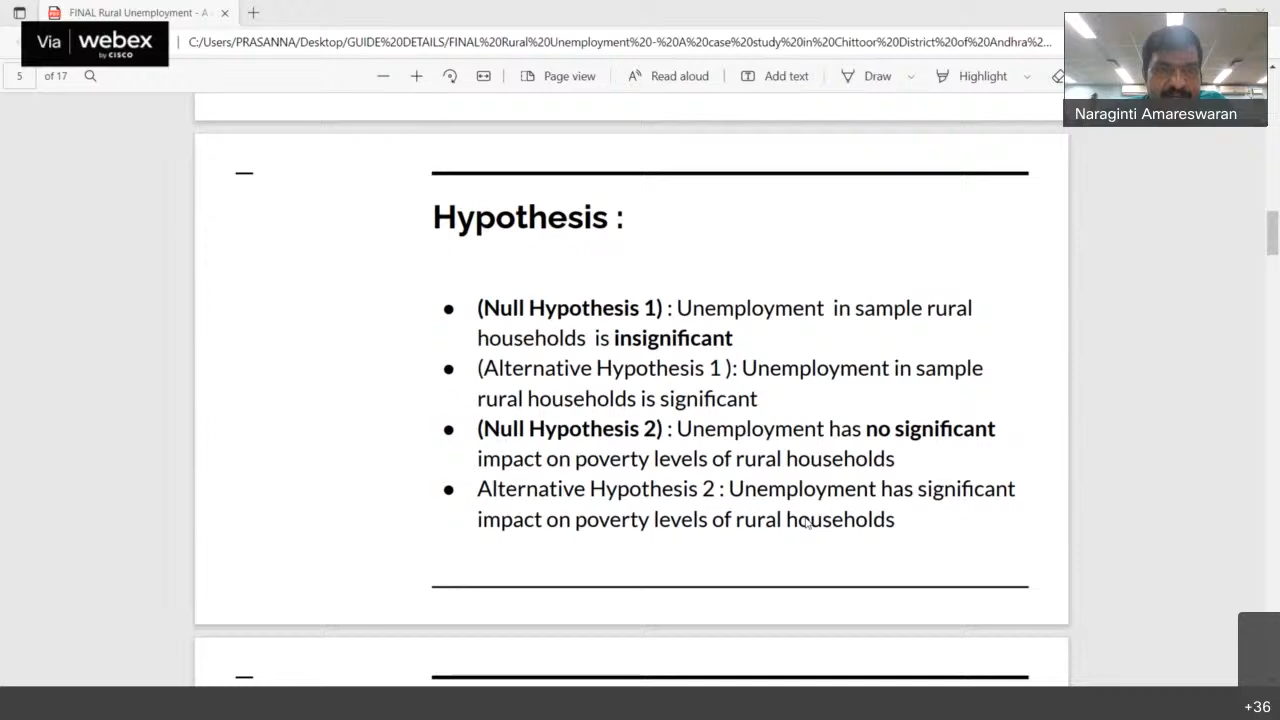 FINAL Rural Unemployment - A
Via webex
by CISCO
C:/Users/PRASANNA/Desktop/GUIDE%20DETAILS/FINAL%20Rural%20Unemployment%20-%20A%20case%20study%20in%20Chittoor%20District%20of%20Andhra%2...
5 of 17
Page view
Read aloud
Add text
Draw
Highlight
Naraginti Amareswaran
Hypothesis :
● (Null Hypothesis 1) : Unemployment in sample rural
households is insignificant
● (Alternative Hypothesis 1 ): Unemployment in sample
rural households is significant
● (Null Hypothesis 2) : Unemployment has no significant
impact on poverty levels of rural households
● Alternative Hypothesis 2 : Unemployment has significant
impact on poverty levels of rural households
+36